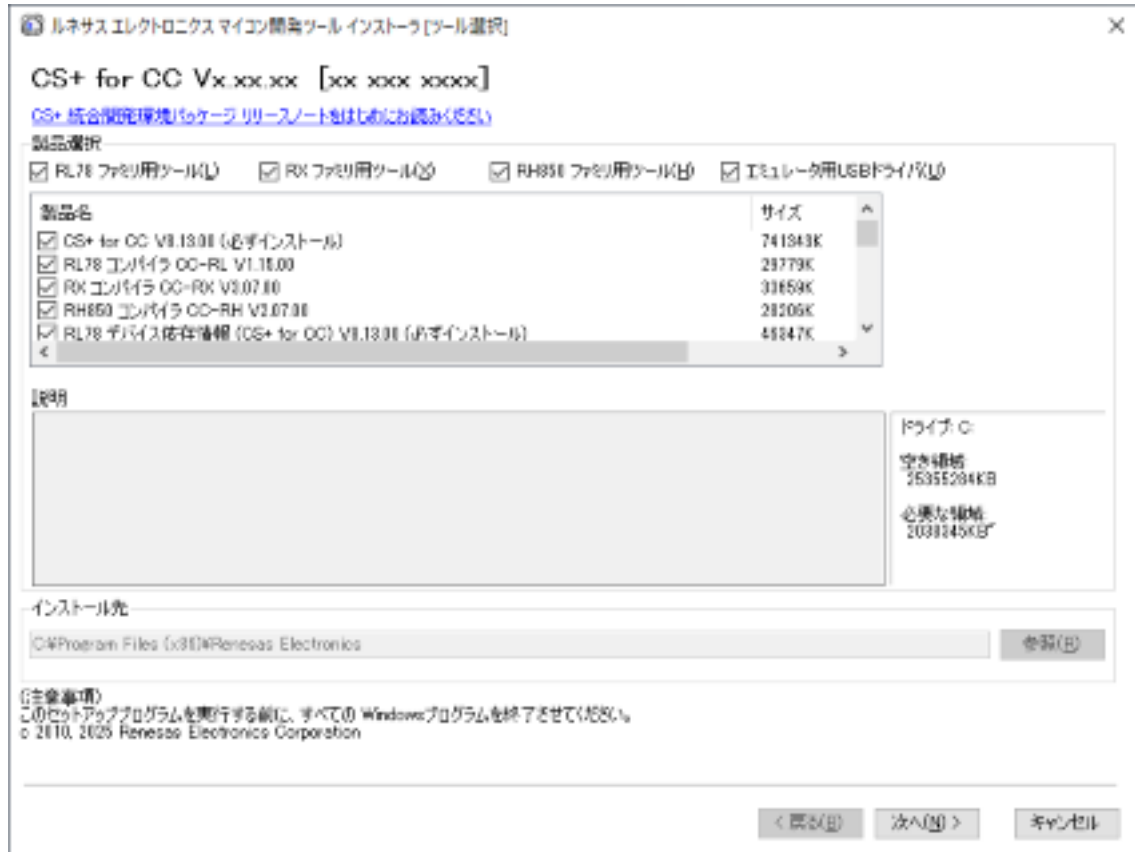 ルネサス エレクトロニクス マイコン開発ツール インストーラ [ツール選択]
CS+ for CC Vx.xx.xx [xx xxx xxxx]
CS+ 統合開発環境パッケージ リリースノートをはじめにお読みください
製品選択
RL78 ファミリ用ツール(L) RX ファミリ用ツール(X) RH850 ファミリ用ツール(H) エミュレータ用USBドライバ(U)
製品名 サイズ
CS+ for CC V8.13.00 (必ずインストール) 741343K
RL78 コンパイラ CC-RL V1.15.00 29779K
RX コンパイラ CC-RX V3.07.00 33659K
RH850 コンパイラ CC-RH V2.07.00 28206K
RL78 デバイス依存情報 (CS+ for CC) V8.13.00 (必ずインストール)
説明
ドライブ: C:
空き領域:
25355284KB
必要な領域:
インストール先
C:¥Program Files (x86)¥Renesas Electronics 参照(R)
(注意事項)
このセットアッププログラムを実行する前に、すべての Windowsプログラムを終了させてください。
c 2010, 2025 Renesas Electronics Corporation
< 戻る(B) 次へ(N) > キャンセル